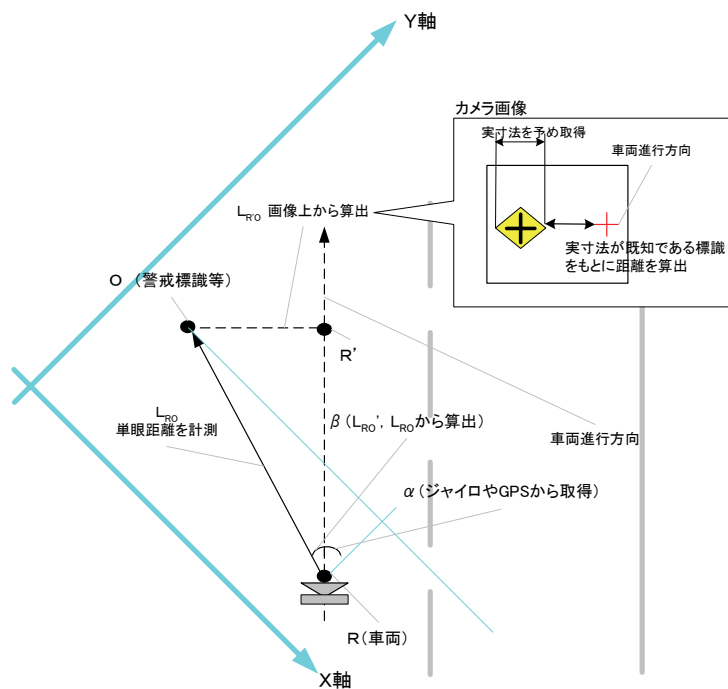 Y軸
カメラ画像
実寸法を予め取得
車両進行方向
実寸法が既知である標識
をもとに距離を算出
LR'O 画像上から算出
O (警戒標識等)
R'
LRO
単眼距離を計測
β(LRO', LROから算出)
車両進行方向
α(ジャイロやGPSから取得)
R(車両)
X軸